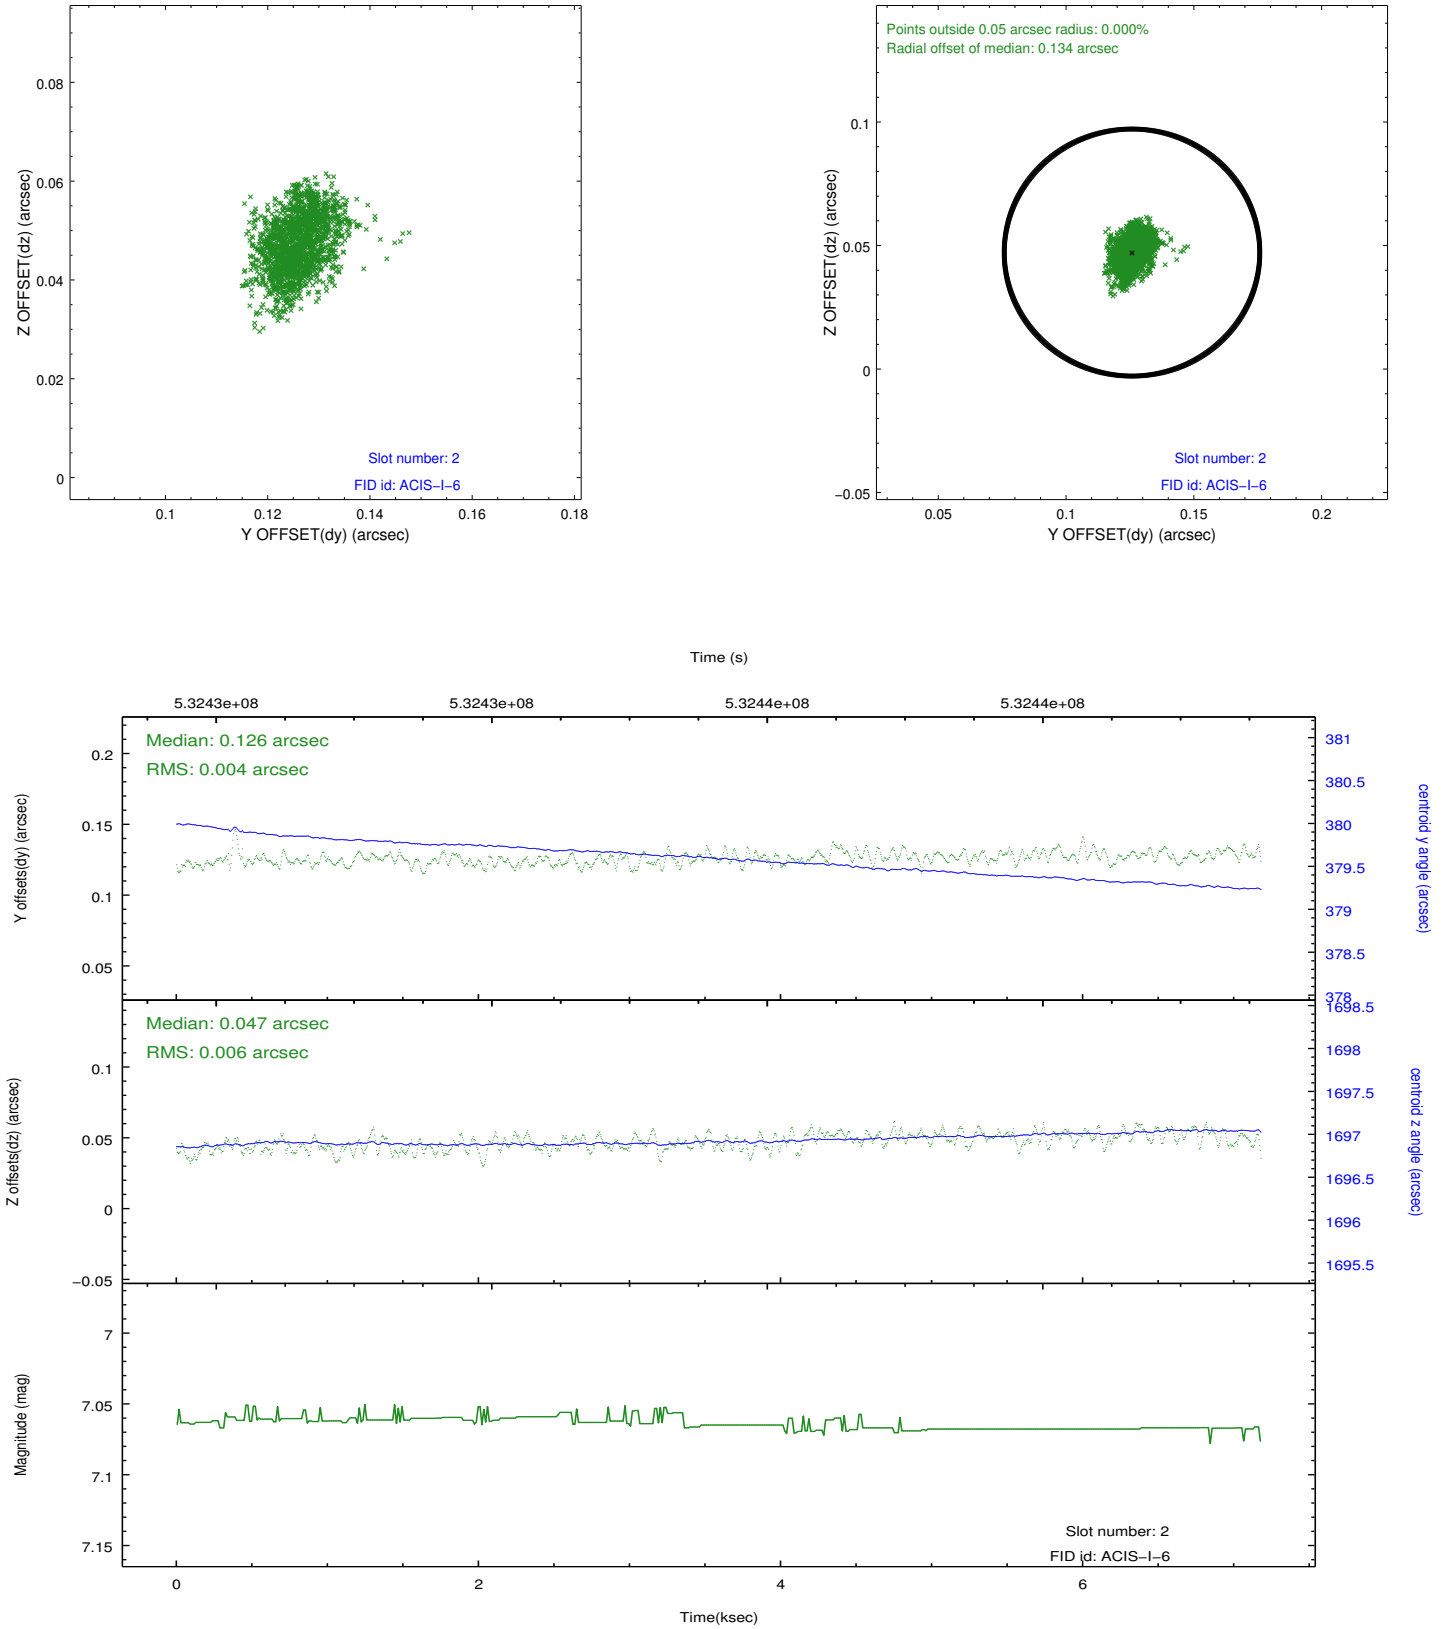 0.08
0.06
0.04
0.02
0
Z OFFSET(dz) (arcsec)
Slot number: 2
FID id: ACIS−I−6
0.1
0.12
0.14
0.16
0.18
Y OFFSET(dy) (arcsec)
Points outside 0.05 arcsec radius: 0.000%
Radial offset of median: 0.134 arcsec
0.1
0.05
0
−0.05
Z OFFSET(dz) (arcsec)
Slot number: 2
FID id: ACIS−I−6
0.05
0.1
0.15
0.2
Y OFFSET(dy) (arcsec)
Time (s)
5.3243e+08
5.3243e+08
5.3244e+08
5.3244e+08
Median: 0.126 arcsec
RMS: 0.004 arcsec
0.2
0.15
0.1
0.05
Y offsets(dy) (arcsec)
381
380.5
380
379.5
379
378.5
378
centroid y angle (arcsec)
Median: 0.047 arcsec
RMS: 0.006 arcsec
0.1
0.05
0
−0.05
Z offsets(dz) (arcsec)
1698.5
1698
1697.5
1697
1696.5
1696
1695.5
centroid z angle (arcsec)
7
7.05
7.1
7.15
Magnitude (mag)
Slot number: 2
FID id: ACIS−I−6
0
2
4
6
Time(ksec)